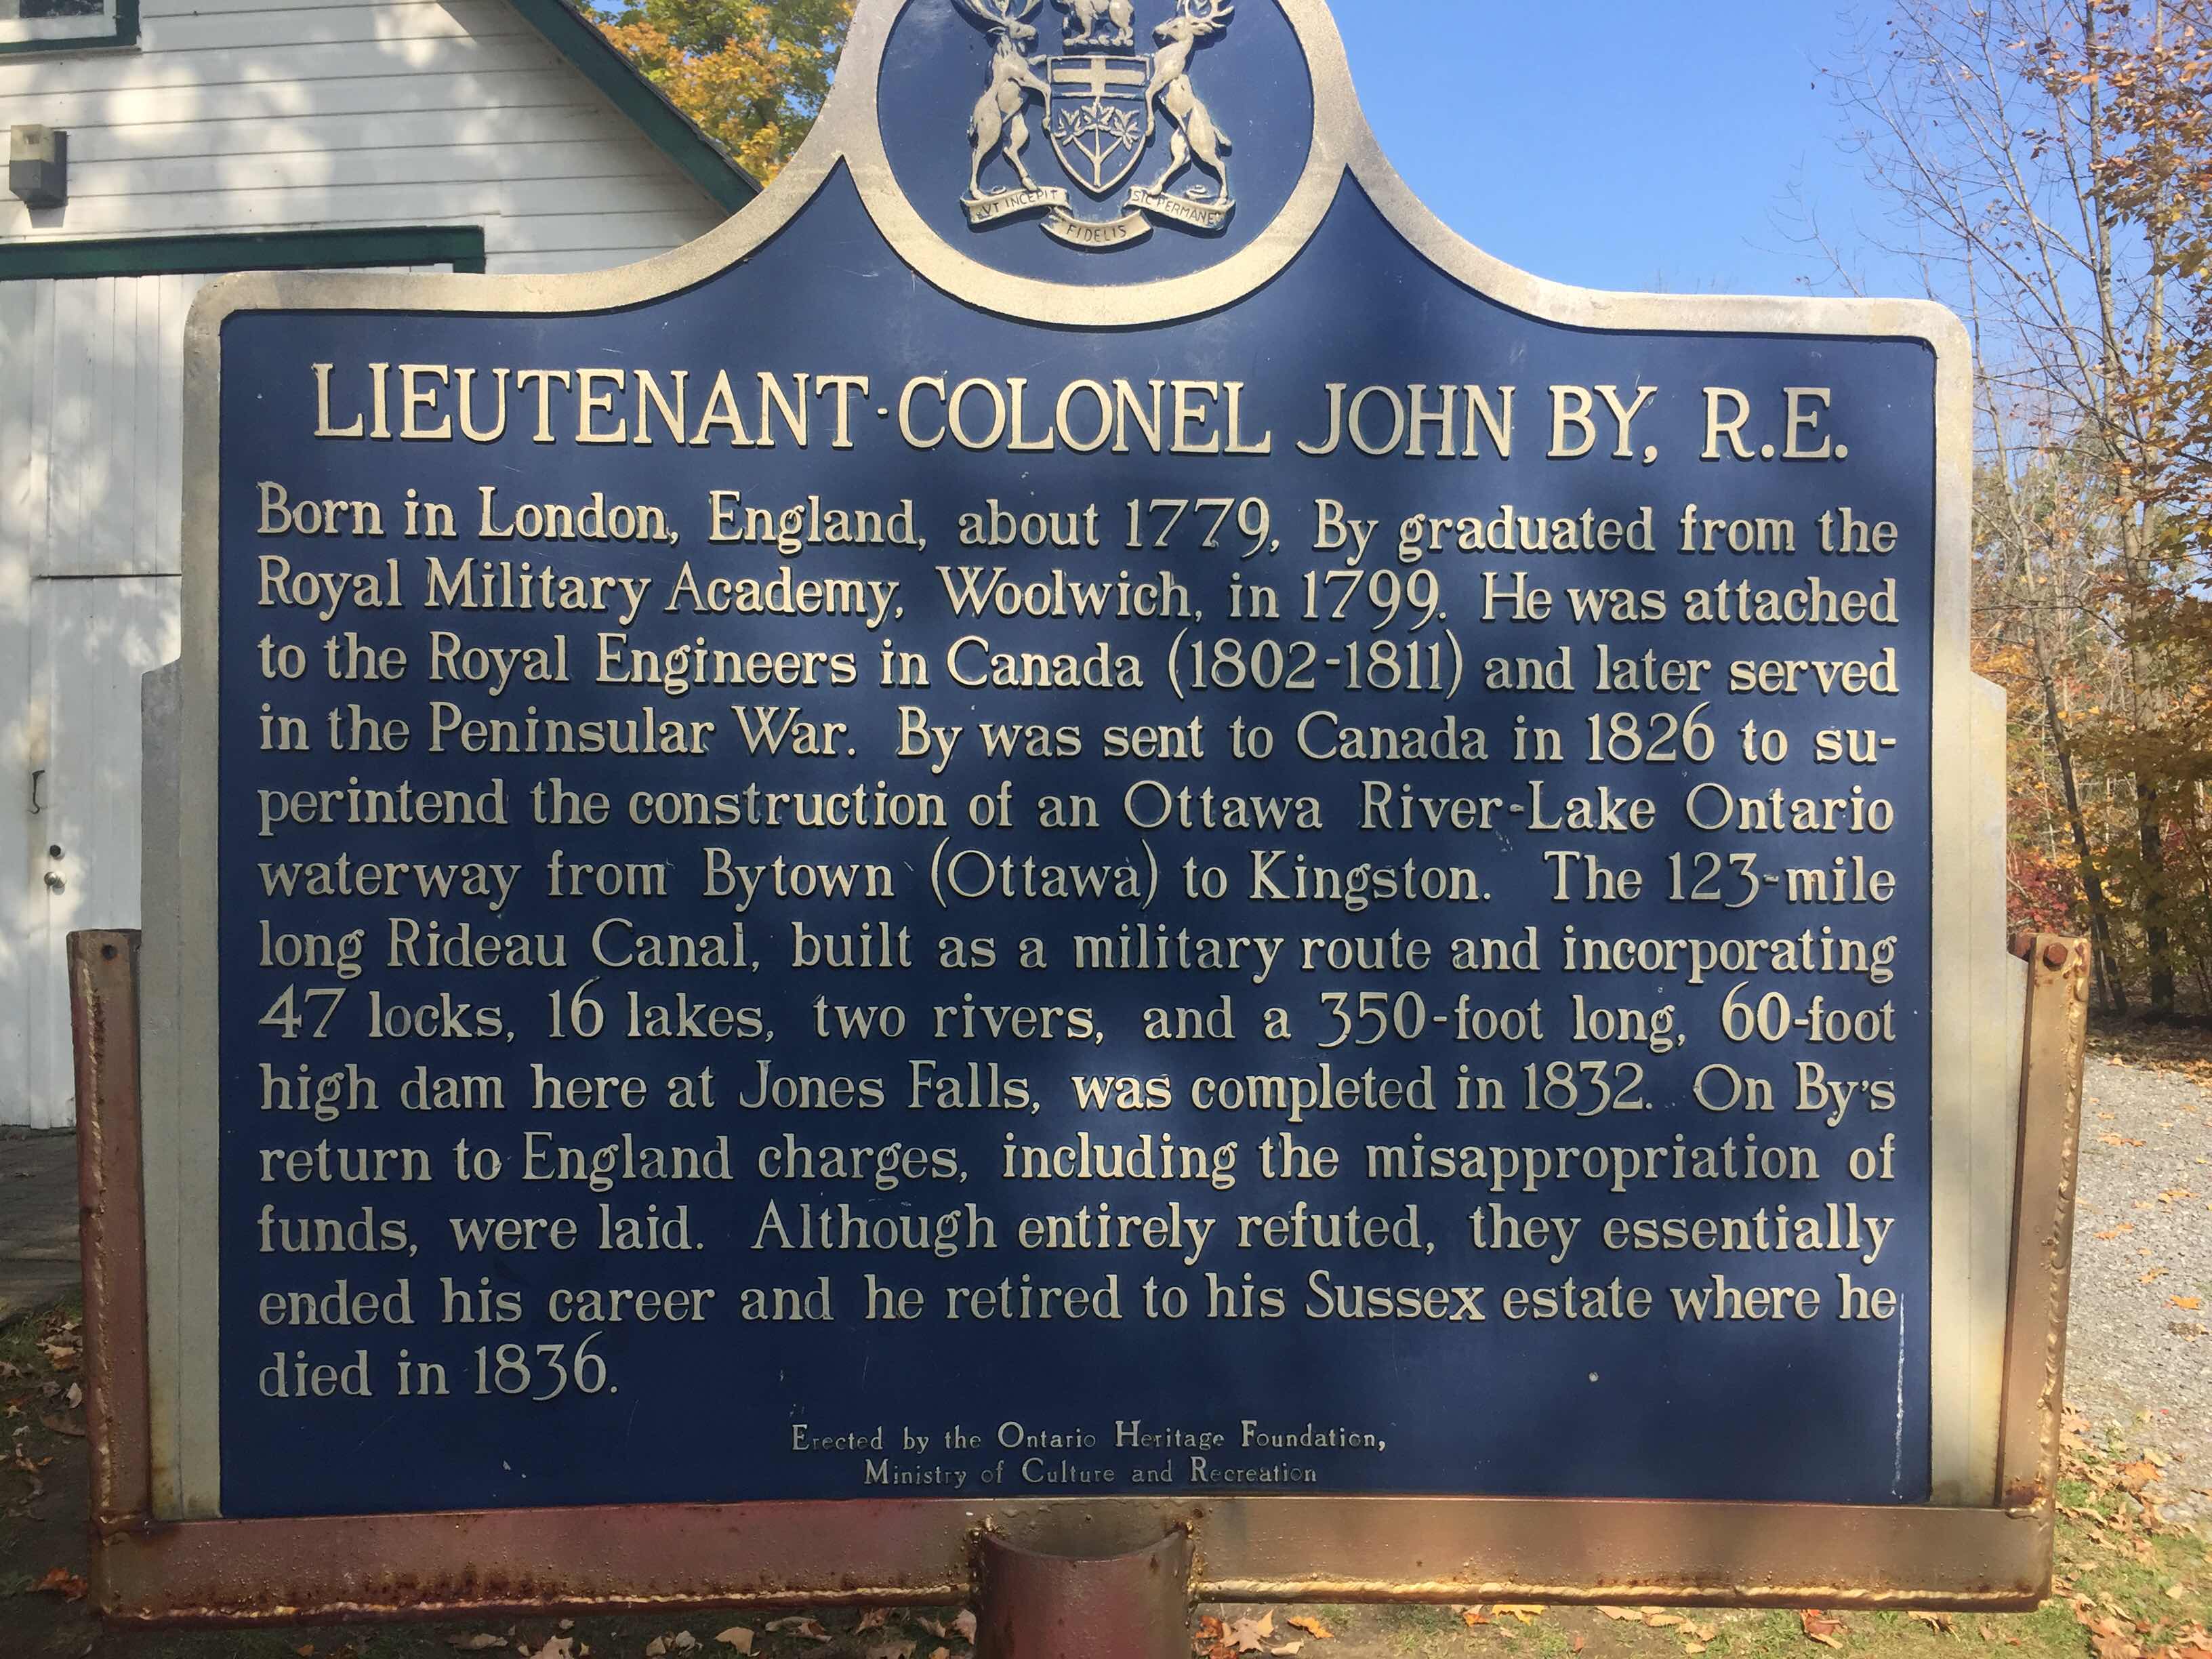 VT INCEPIT
SIC PERMANET
FIDELIS
LIEUTENANT-COLONEL JOHN BY, R.E.
Born in London, England, about 1779, By graduated from the
Royal Military Academy, Woolwich, in 1799. He was attached
to the Royal Engineers in Canada (1802-1811) and later served
in the Peninsular War. By was sent to Canada in 1826 to su-
perintend the construction of an Ottawa River-Lake Ontario
waterway from Bytown (Ottawa) to Kingston. The 123-mile
long Rideau Canal, built as a military route and incorporating
47 locks, 16 lakes, two rivers, and a 350-foot long, 60-foot
high dam here at Jones Falls, was completed in 1832. On By's
return to England charges, including the misappropriation of
funds, were laid. Although entirely refuted, they essentially
ended his career and he retired to his Sussex estate where he
died in 1836.
Erected by the Ontario Heritage Foundation,
Ministry of Culture and Recreation